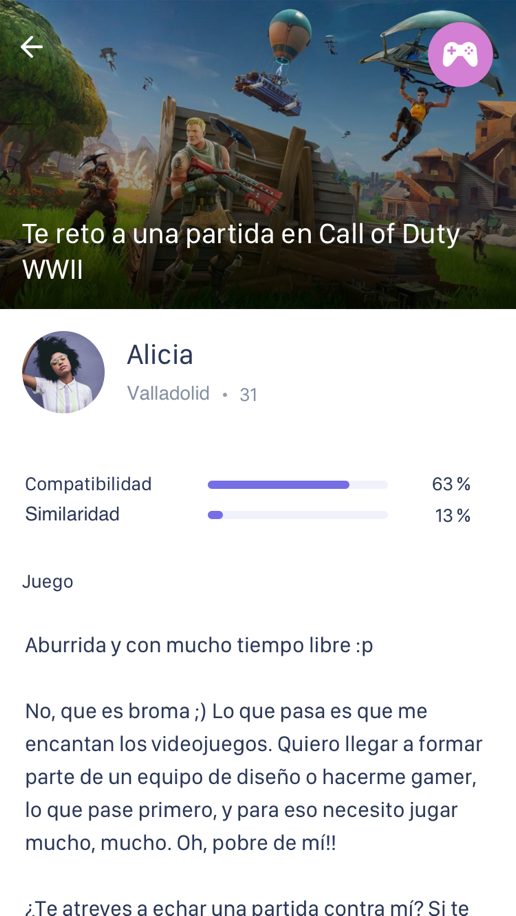 Te reto a una partida en Call of Duty
WWII
Alicia
Valladolid • 31
Compatibilidad 63 %
Similaridad 13 %
Juego
Aburrida y con mucho tiempo libre :p
No, que es broma ;) Lo que pasa es que me
encantan los videojuegos. Quiero llegar a formar
parte de un equipo de diseño o hacerme gamer,
lo que pase primero, y para eso necesito jugar
mucho, mucho. Oh, pobre de mí!!
¿Te atreves a echar una partida contra mí? Si te